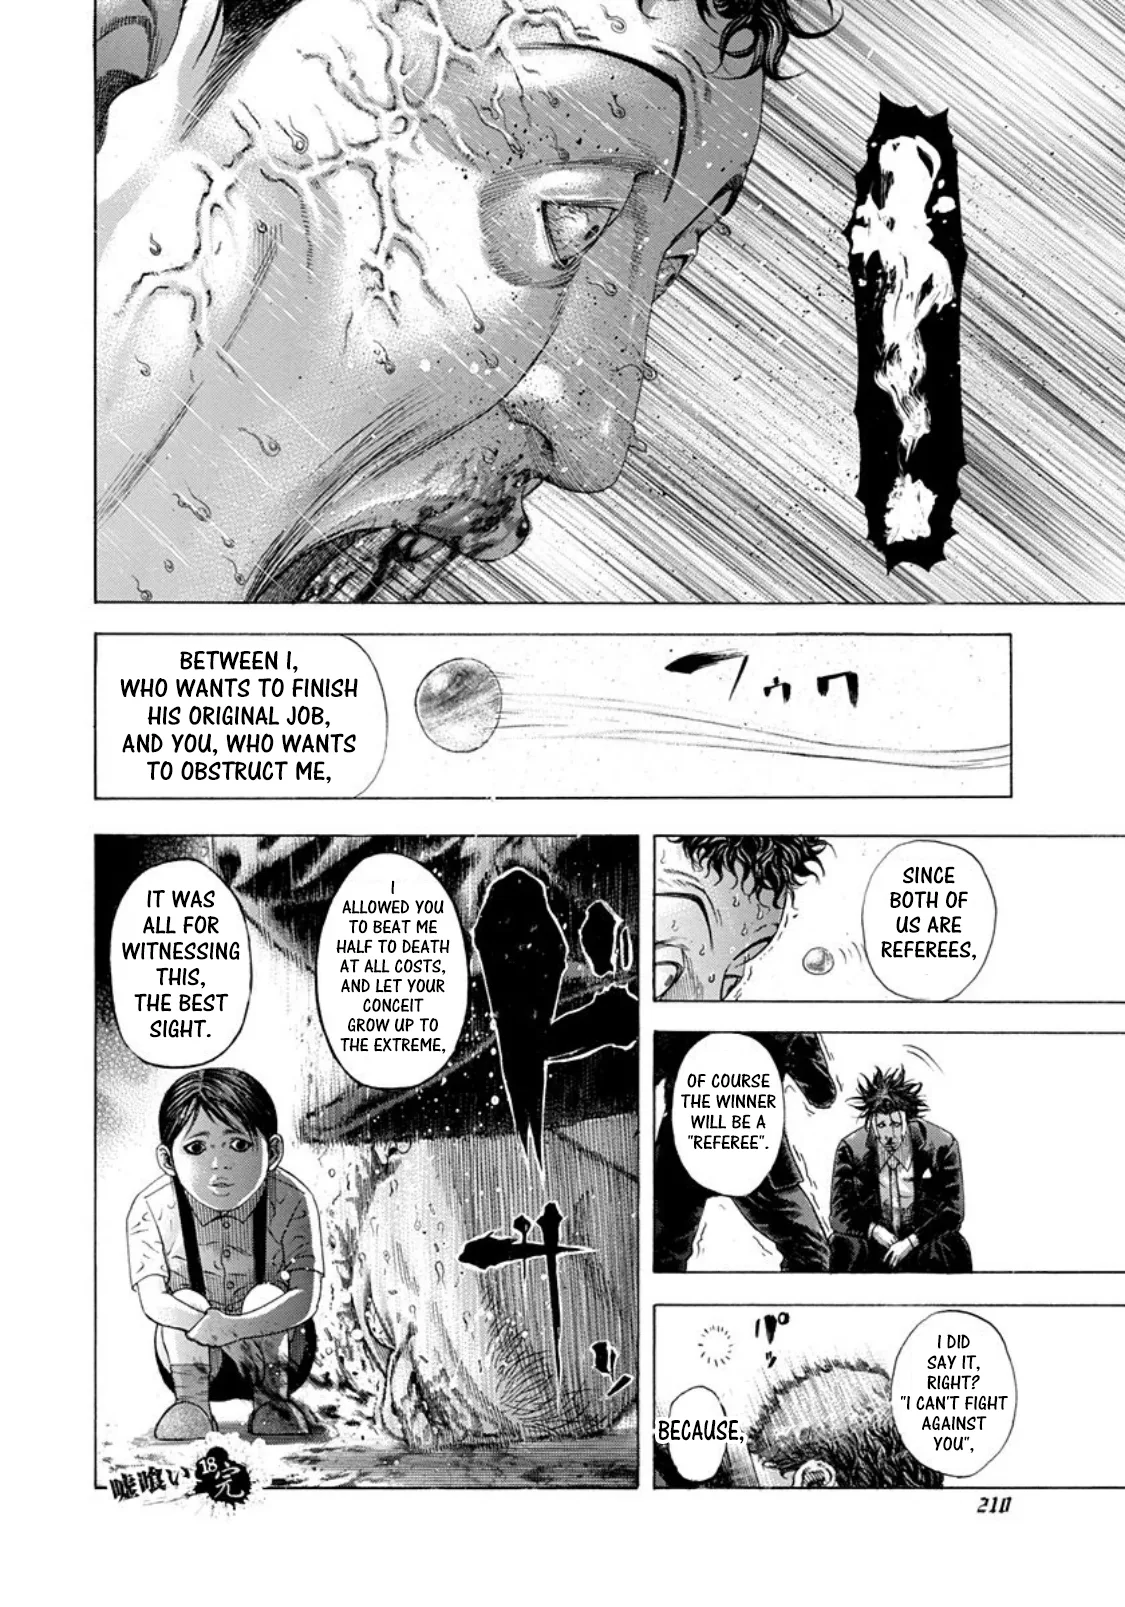 BETWEEN I,
WHO WANTS TO FINISH
HIS ORIGINAL JOB,
AND YOU, WHO WANTS
TO OBSTRUCT ME,
フゥワ
SINCE
BOTH OF
US ARE
REFEREES,
OF COURSE
THE WINNER
WILL BE A
"REFEREE".
I DID
SAY IT,
RIGHT?
"I CAN'T FIGHT
AGAINST
YOU",
BECAUSE,
I
ALLOWED YOU
TO BEAT ME
HALF TO DEATH
AT ALL COSTS,
AND LET YOUR
CONCEIT
GROW UP TO
THE EXTREME,
IT WAS
ALL FOR
WITNESSING
THIS,
THE BEST
SIGHT.
嘘喰い
18
完
210